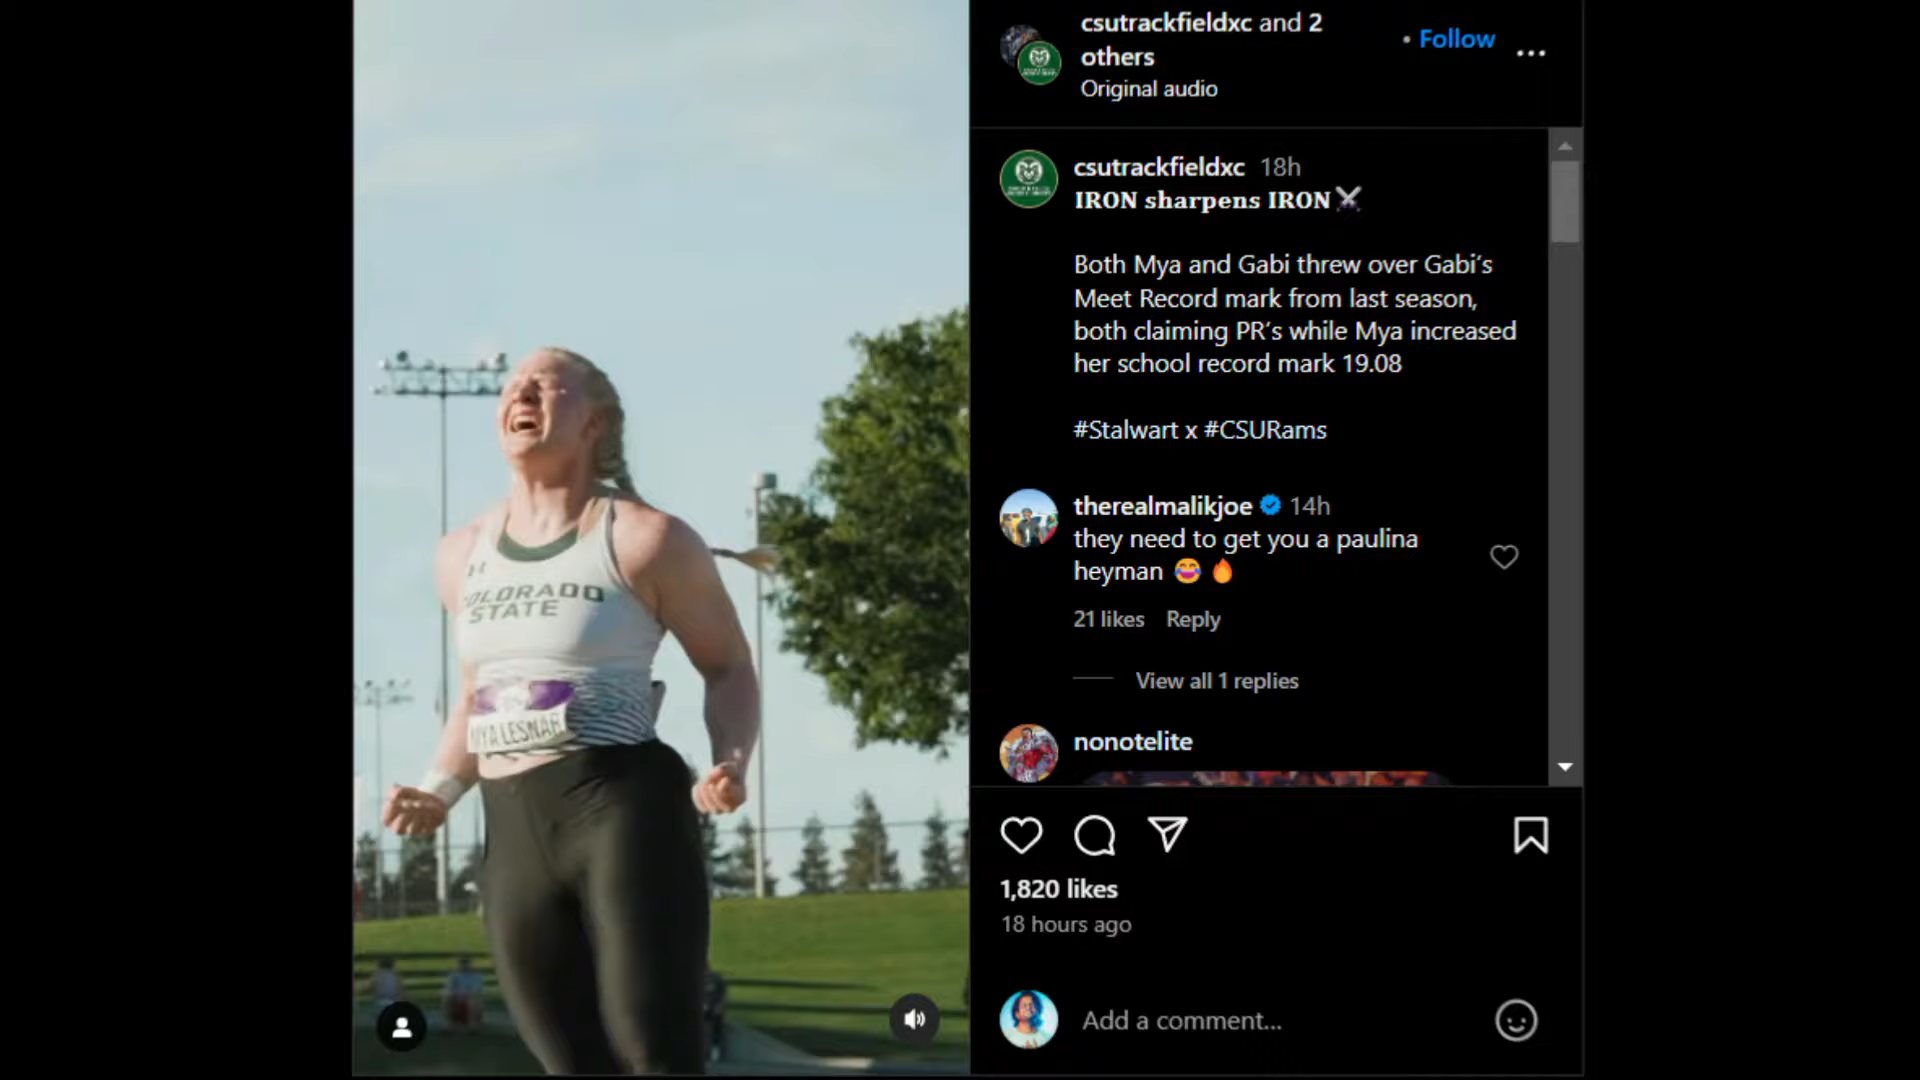 COLORADO
STATE
MYA LESNAR
csutrackfieldxc and 2
others
Original audio
• Follow
...
csutrackfieldxc 18h
𝐈𝐑𝐎𝐍 𝐬𝐡𝐚𝐫𝐩𝐞𝐧𝐬 𝐈𝐑𝐎𝐍⚔️
Both Mya and Gabi threw over Gabi's
Meet Record mark from last season,
both claiming PR's while Mya increased
her school record mark 19.08
#Stalwart x #CSURams
therealmalikjoe 14h
they need to get you a paulina
heyman 😂 🔥
21 likes Reply
View all 1 replies
nonotelite
1,820 likes
18 hours ago
Add a comment...